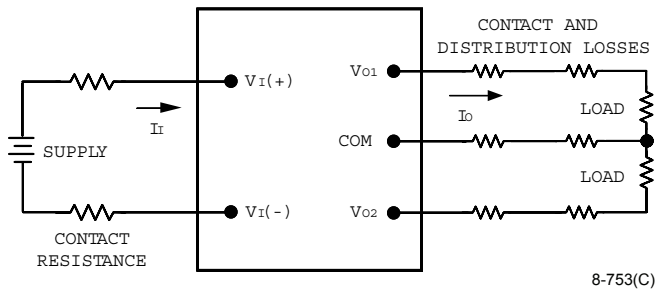 CONTACT AND
DISTRIBUTION LOSSES
VI(+)
VO1
II
IO
LOAD
SUPPLY
COM
LOAD
VI(-)
VO2
CONTACT
RESISTANCE
8-753(C)